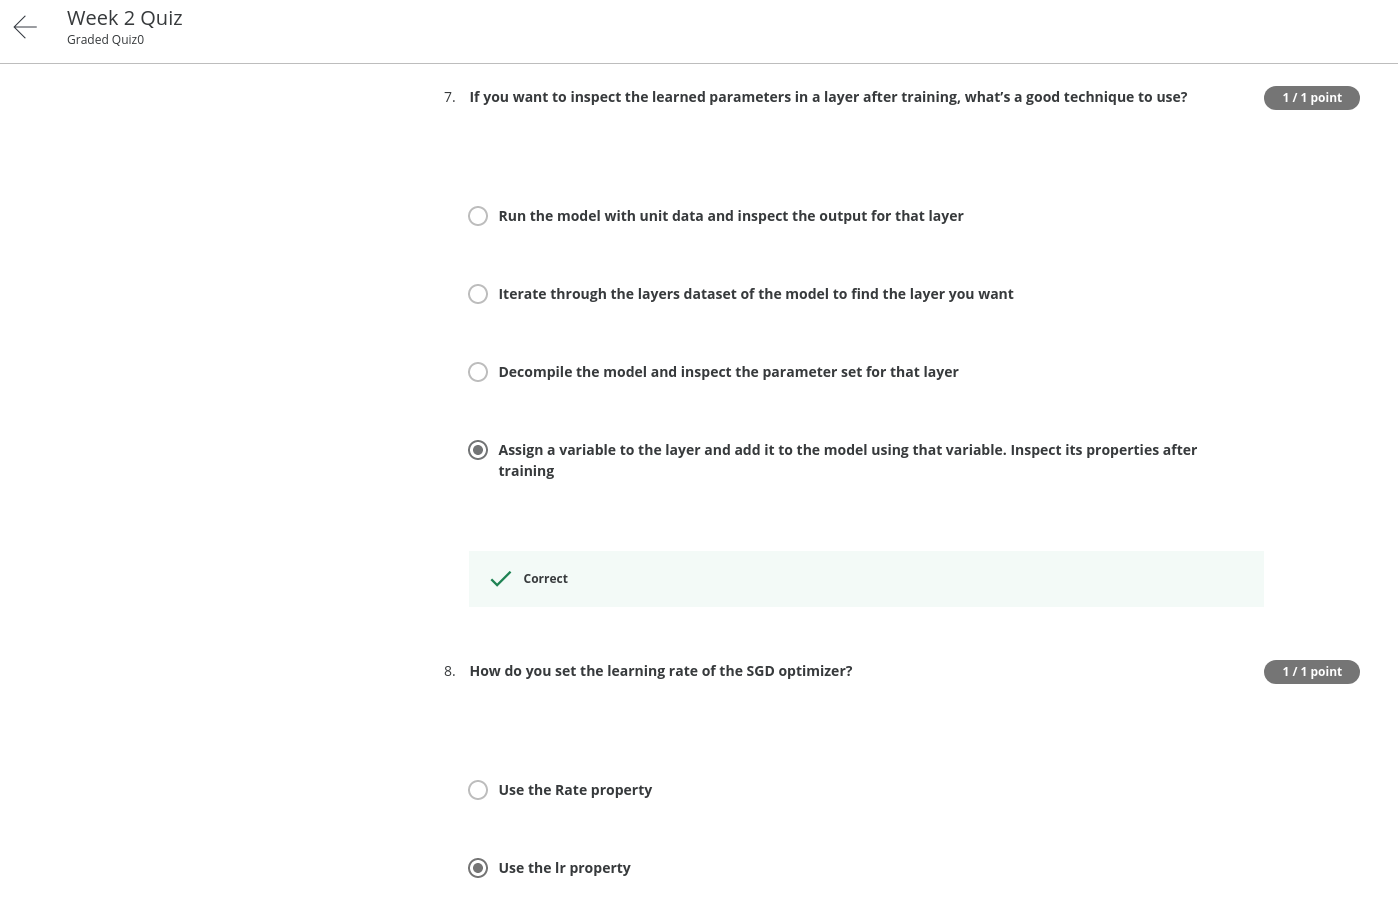 Week 2 Quiz
Graded Quiz0
7. If you want to inspect the learned parameters in a layer after training, what’s a good technique to use?
1 / 1 point
Run the model with unit data and inspect the output for that layer
Iterate through the layers dataset of the model to find the layer you want
Decompile the model and inspect the parameter set for that layer
Assign a variable to the layer and add it to the model using that variable. Inspect its properties after
training
Correct
8. How do you set the learning rate of the SGD optimizer?
1 / 1 point
Use the Rate property
Use the lr property